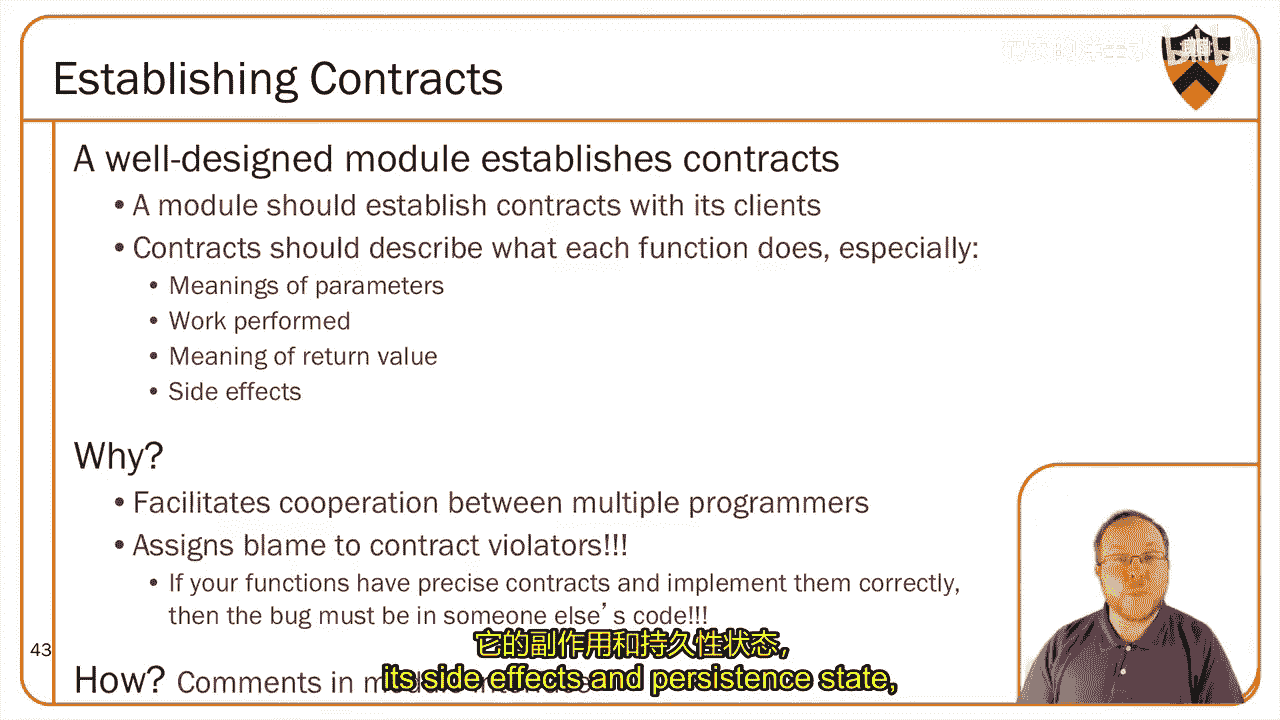 Establishing Contracts
A well-designed module establishes contracts
• A module should establish contracts with its clients
• Contracts should describe what each function does, especially:
• Meanings of parameters
• Work performed
• Meaning of return value
• Side effects
Why?
• Facilitates cooperation between multiple programmers
• Assigns blame to contract violators!!!
• If your functions have precise contracts and implement them correctly,
then the bug must be in someone else’s code!!!
43
How? Comments in
它的副作用和持久性状态,
its side effects and persistence state,